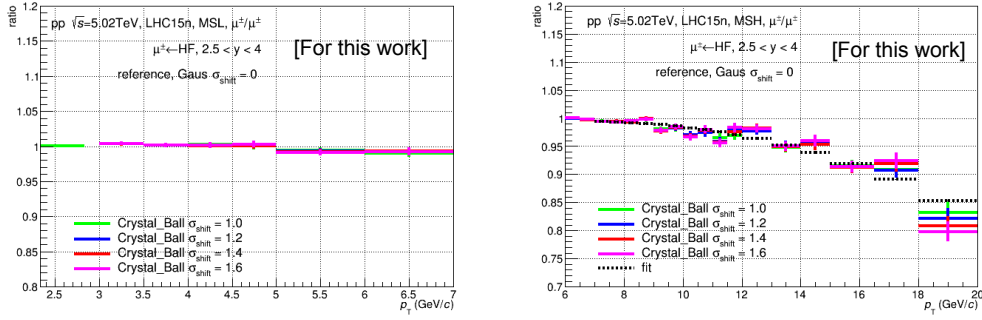 ratio
pp √s=5.02TeV, LHC15n, MSL, μ±/μ±
μ±←HF, 2.5 < y < 4
[For this work]
reference, Gaus σshift = 0
1.2
1.15
1.1
1.05
1
0.95
0.9
0.85
0.8
Crystal_Ball σshift = 1.0
Crystal_Ball σshift = 1.2
Crystal_Ball σshift = 1.4
Crystal_Ball σshift = 1.6
2.5 3 3.5 4 4.5 5 5.5 6 6.5 7
pT (GeV/c)
ratio
pp √s=5.02TeV, LHC15n, MSH, μ±/μ±
μ±←HF, 2.5 < y < 4
[For this work]
reference, Gaus σshift = 0
1.2
1.15
1.1
1.05
1
0.95
0.9
0.85
0.8
0.75
0.7
Crystal_Ball σshift = 1.0
Crystal_Ball σshift = 1.2
Crystal_Ball σshift = 1.4
Crystal_Ball σshift = 1.6
fit
6 8 10 12 14 16 18 20
pT (GeV/c)